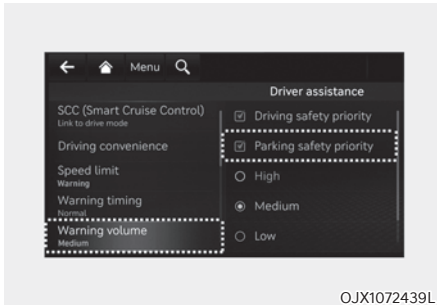 Menu
Driver assistance
SCC (Smart Cruise Control)
Link to drive mode
Driving convenience
Speed limit
Warning
Warning timing
Normal
Warning volume
Medium
Driving safety priority
Parking safety priority
High
Medium
Low
OJX1072439L